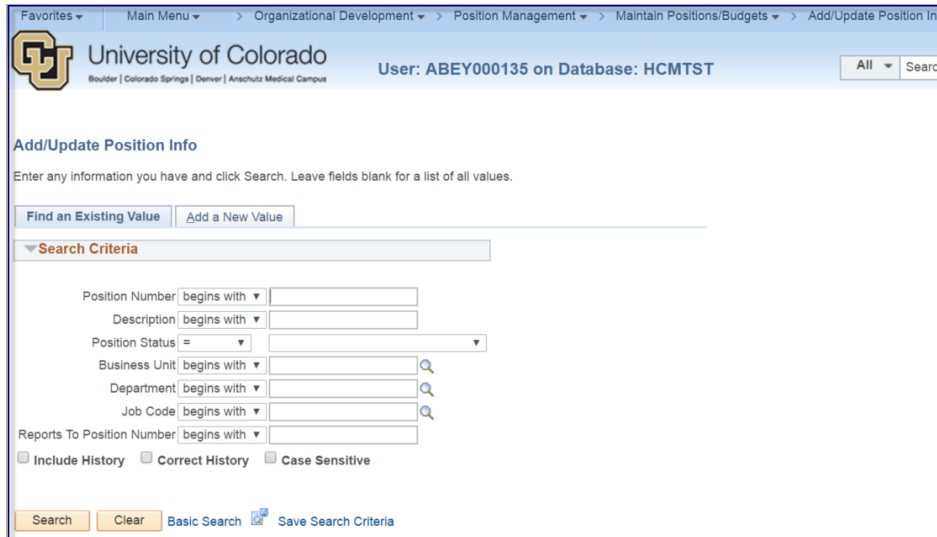 Favorites Main Menu > Organizational Development > Position Management > Maintain Positions/Budgets > Add/Update Position In
University of Colorado
Boulder | Colorado Springs | Denver | Anschutz Medical Campus
User: ABEY000135 on Database: HCMTST
All Searc
Add/Update Position Info
Enter any information you have and click Search. Leave fields blank for a list of all values.
Find an Existing Value Add a New Value
Search Criteria
Position Number begins with
Description begins with
Position Status =
Business Unit begins with
Department begins with
Job Code begins with
Reports To Position Number begins with
Include History Correct History Case Sensitive
Search Clear Basic Search Save Search Criteria